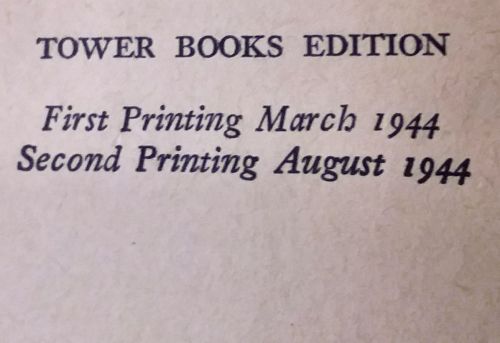 TOWER BOOKS EDITION
First Printing March 1944
Second Printing August 1944